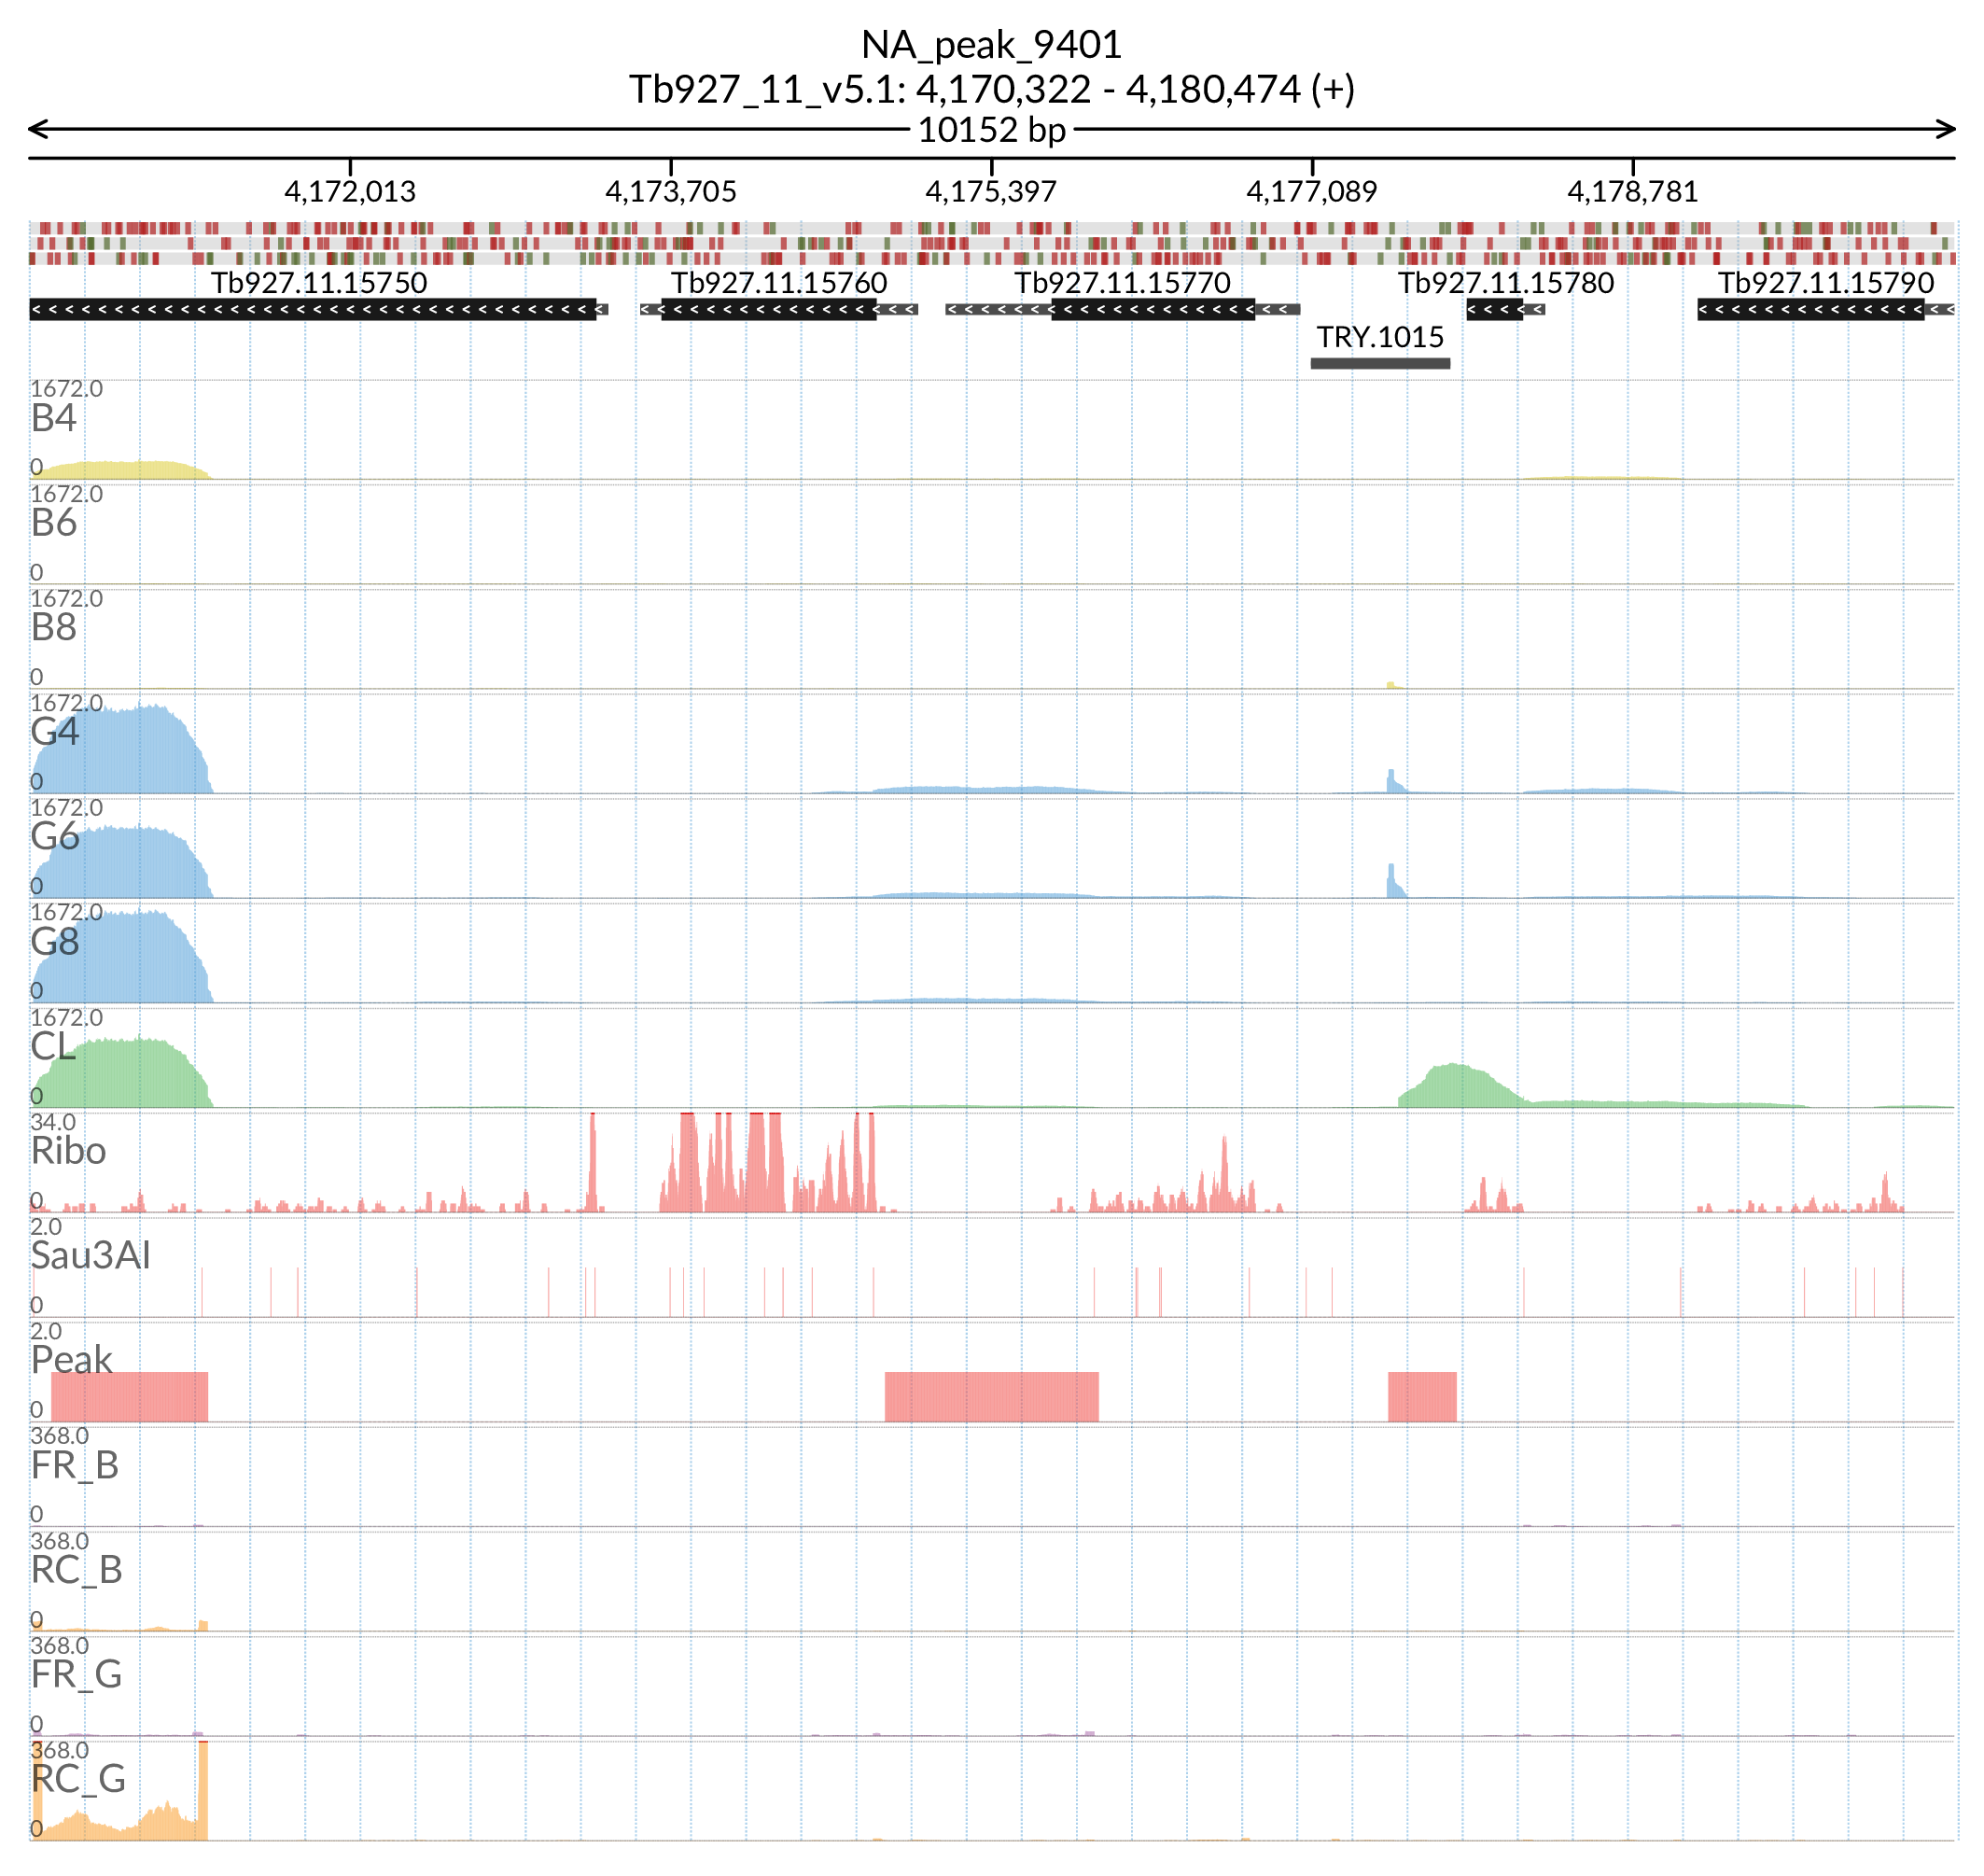 NA_peak_9401
Tb927_11_v5.1: 4,170,322 - 4,180,474 (+)
10152 bp
4,172,013 4,173,705 4,175,397 4,177,089 4,178,781
Tb927.11.15750 Tb927.11.15760 Tb927.11.15770 Tb927.11.15780 Tb927.11.15790
TRY.1015
1672.0
B4
0
1672.0
B6
0
1672.0
B8
0
1672.0
G4
0
1672.0
G6
0
1672.0
G8
0
1672.0
CL
0
34.0
Ribo
0
2.0
Sau3AI
0
2.0
Peak
0
368.0
FR_B
0
368.0
RC_B
0
368.0
FR_G
0
368.0
RC_G
0